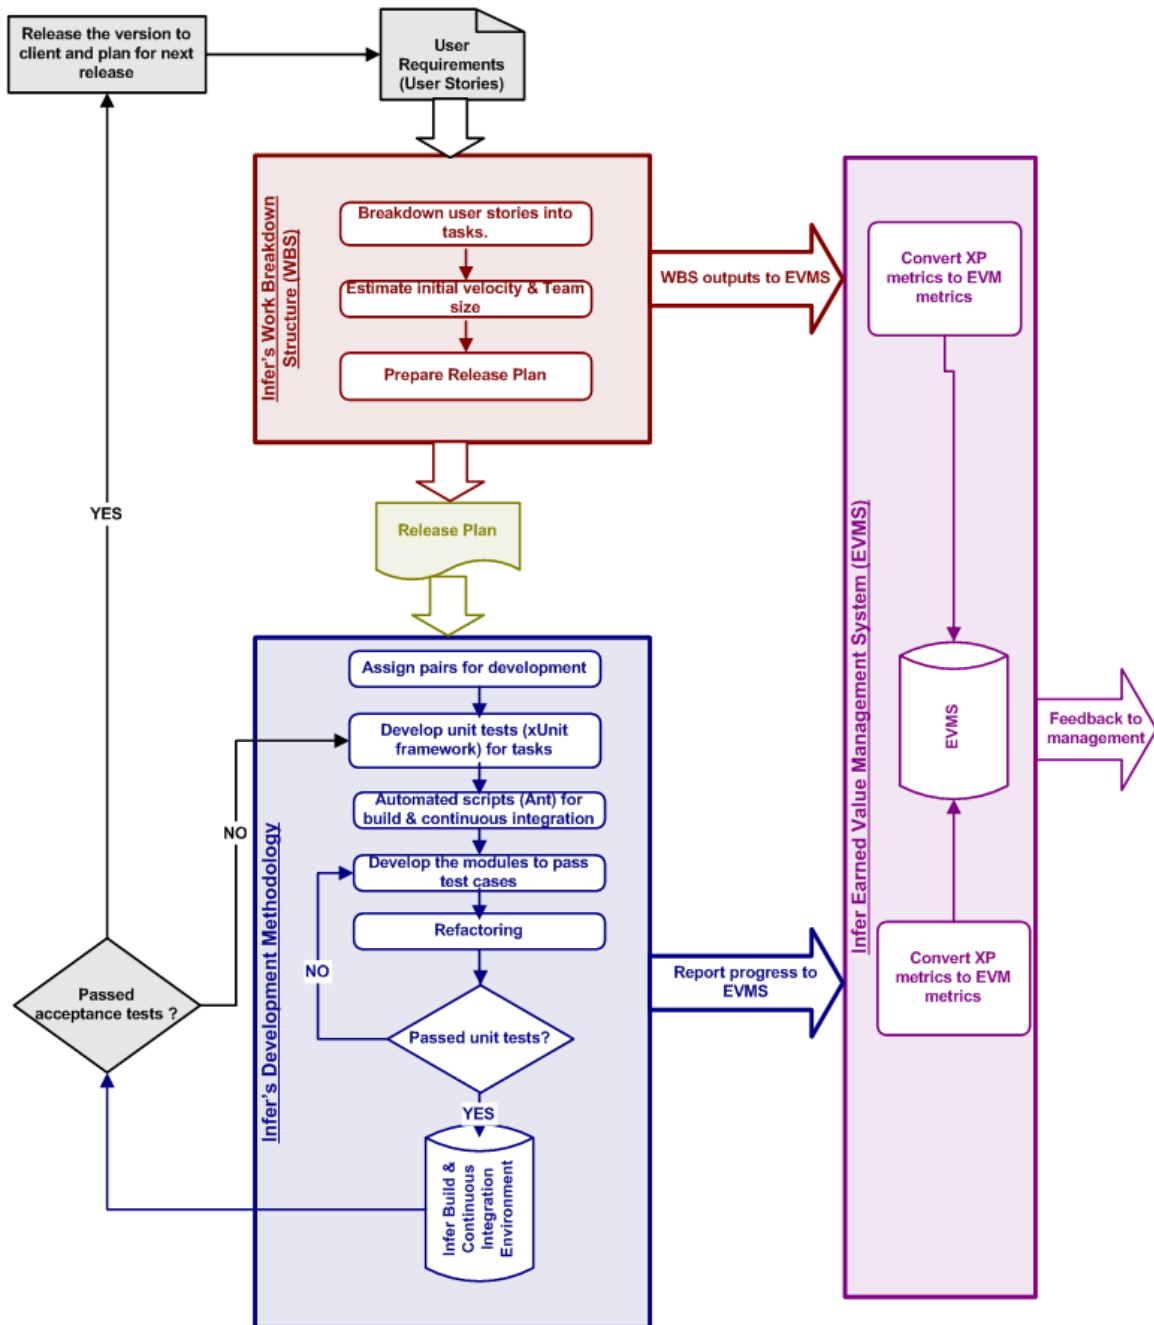 Release the version to
client and plan for next
release
User
Requirements
(User Stories)
Infer's Work Breakdown
Structure (WBS)
Breakdown user stories into
tasks.
Estimate initial velocity & Team
size
Prepare Release Plan
WBS outputs to EVMS
Convert XP
metrics to EVM
metrics
YES
Release Plan
Infer Earned Value Management System (EVMS)
Infer's Development Methodology
Assign pairs for development
Develop unit tests (xUnit
framework) for tasks
Automated scripts (Ant) for
build & continuous integration
NO
Develop the modules to pass
test cases
Refactoring
NO
Passed unit tests?
YES
Infer Build &
Continuous
Integration
Environment
Passed
acceptance tests ?
Report progress to
EVMS
EVMS
Feedback to
management
Convert XP
metrics to EVM
metrics